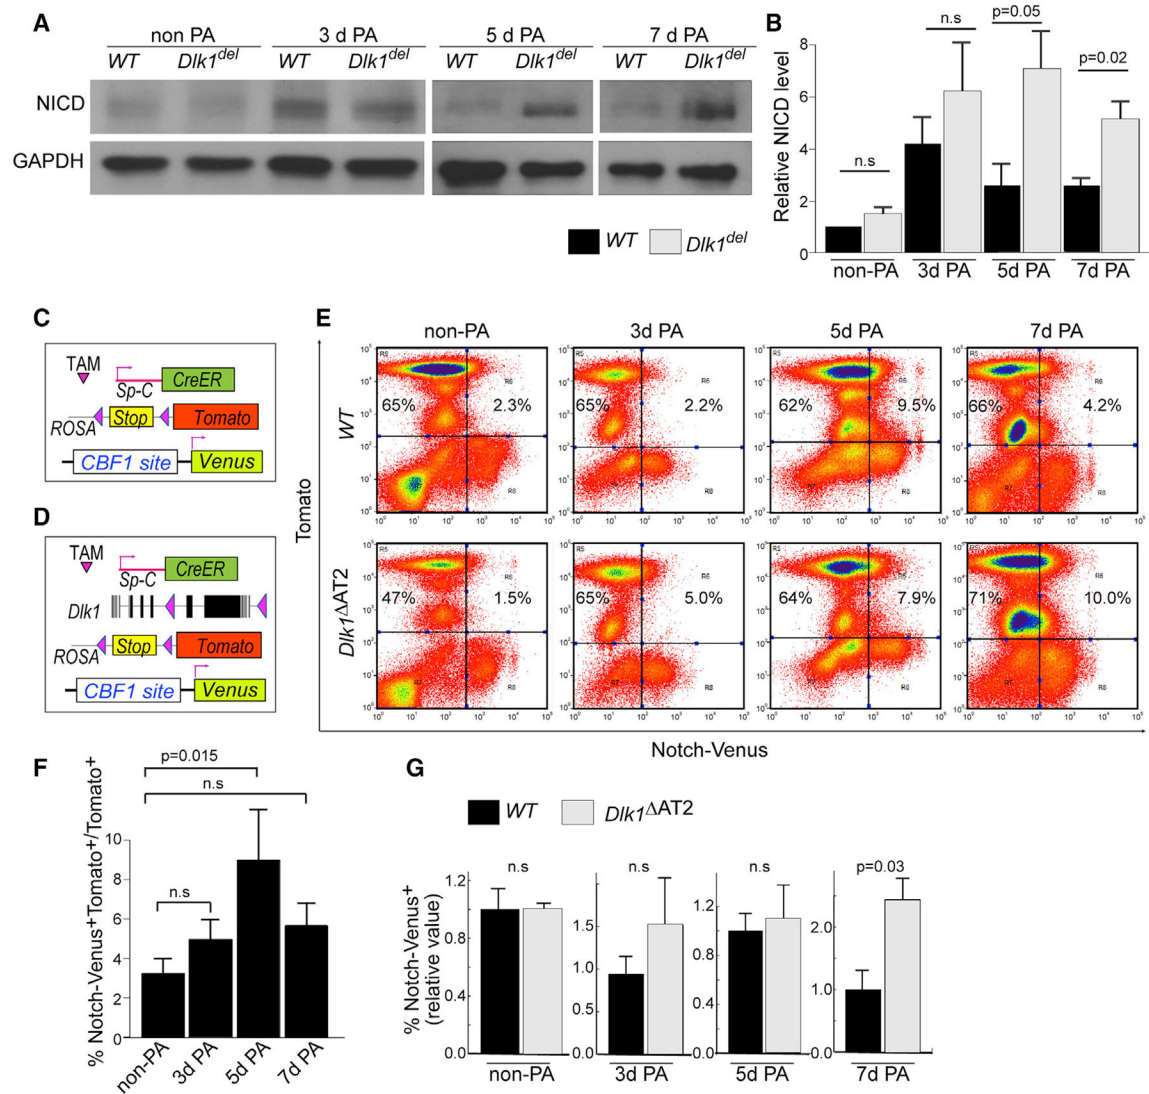 A
non PA
3 d PA
5 d PA
7 d PA
WT
Dlk1del
WT
Dlk1del
WT
Dlk1del
WT
Dlk1del
NICD
GAPDH
WT
Dlk1del
B
Relative NICD level
8
6
4
2
0
n.s
n.s
p=0.05
p=0.02
non-PA
3d PA
5d PA
7d PA
C
TAM
Sp-C
CreER
ROSA
Stop
Tomato
CBF1 site
Venus
D
TAM
Sp-C
CreER
Dlk1
ROSA
Stop
Tomato
CBF1 site
Venus
E
non-PA
3d PA
5d PA
7d PA
Tomato
WT
65%
2.3%
65%
2.2%
62%
9.5%
66%
4.2%
Dlk1ΔAT2
47%
1.5%
65%
5.0%
64%
7.9%
71%
10.0%
Notch-Venus
F
% Notch-Venus+Tomato+/Tomato+
10
8
6
4
2
0
p=0.015
n.s
n.s
non-PA
3d PA
5d PA
7d PA
G
WT
Dlk1ΔAT2
% Notch-Venus+
(relative value)
n.s
1.2
0.8
0.4
0.0
non-PA
n.s
1.5
1.0
0.5
0.0
3d PA
n.s
1.2
0.8
0.4
0.0
5d PA
p=0.03
2.0
1.0
0.0
7d PA